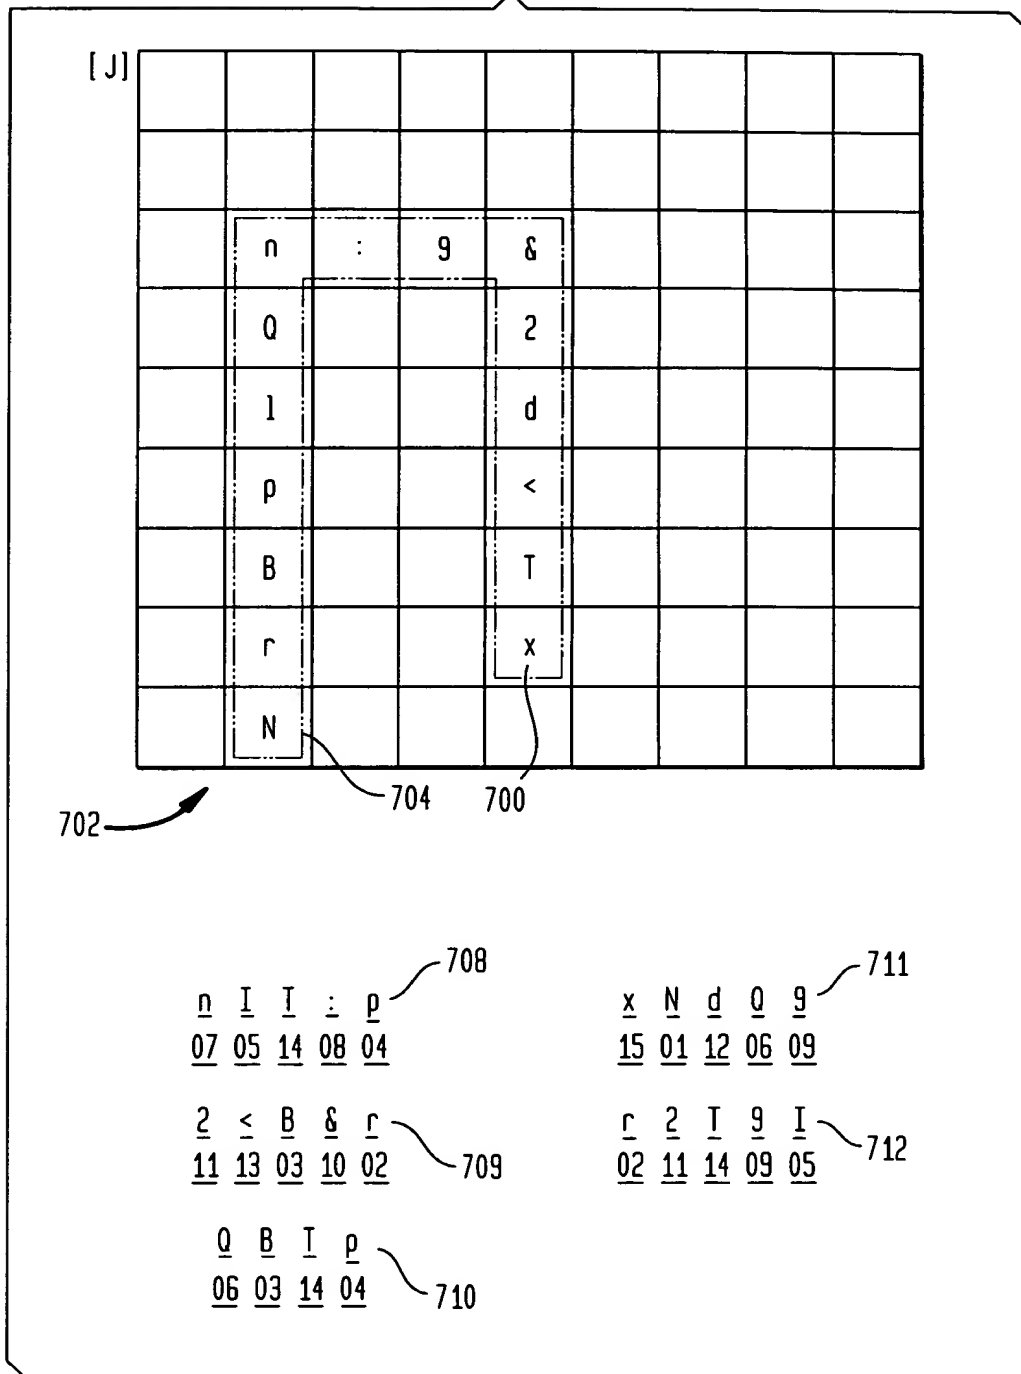 [J]
n : 9 &
Q 2
l d
p <
B T
r x
N
704 700
702
708
n I T : p
07 05 14 08 04
711
x N d Q 9
15 01 12 06 09
2 < B & r
11 13 03 10 02
709
r 2 T 9 I
02 11 14 09 05
712
Q B T p
06 03 14 04
710